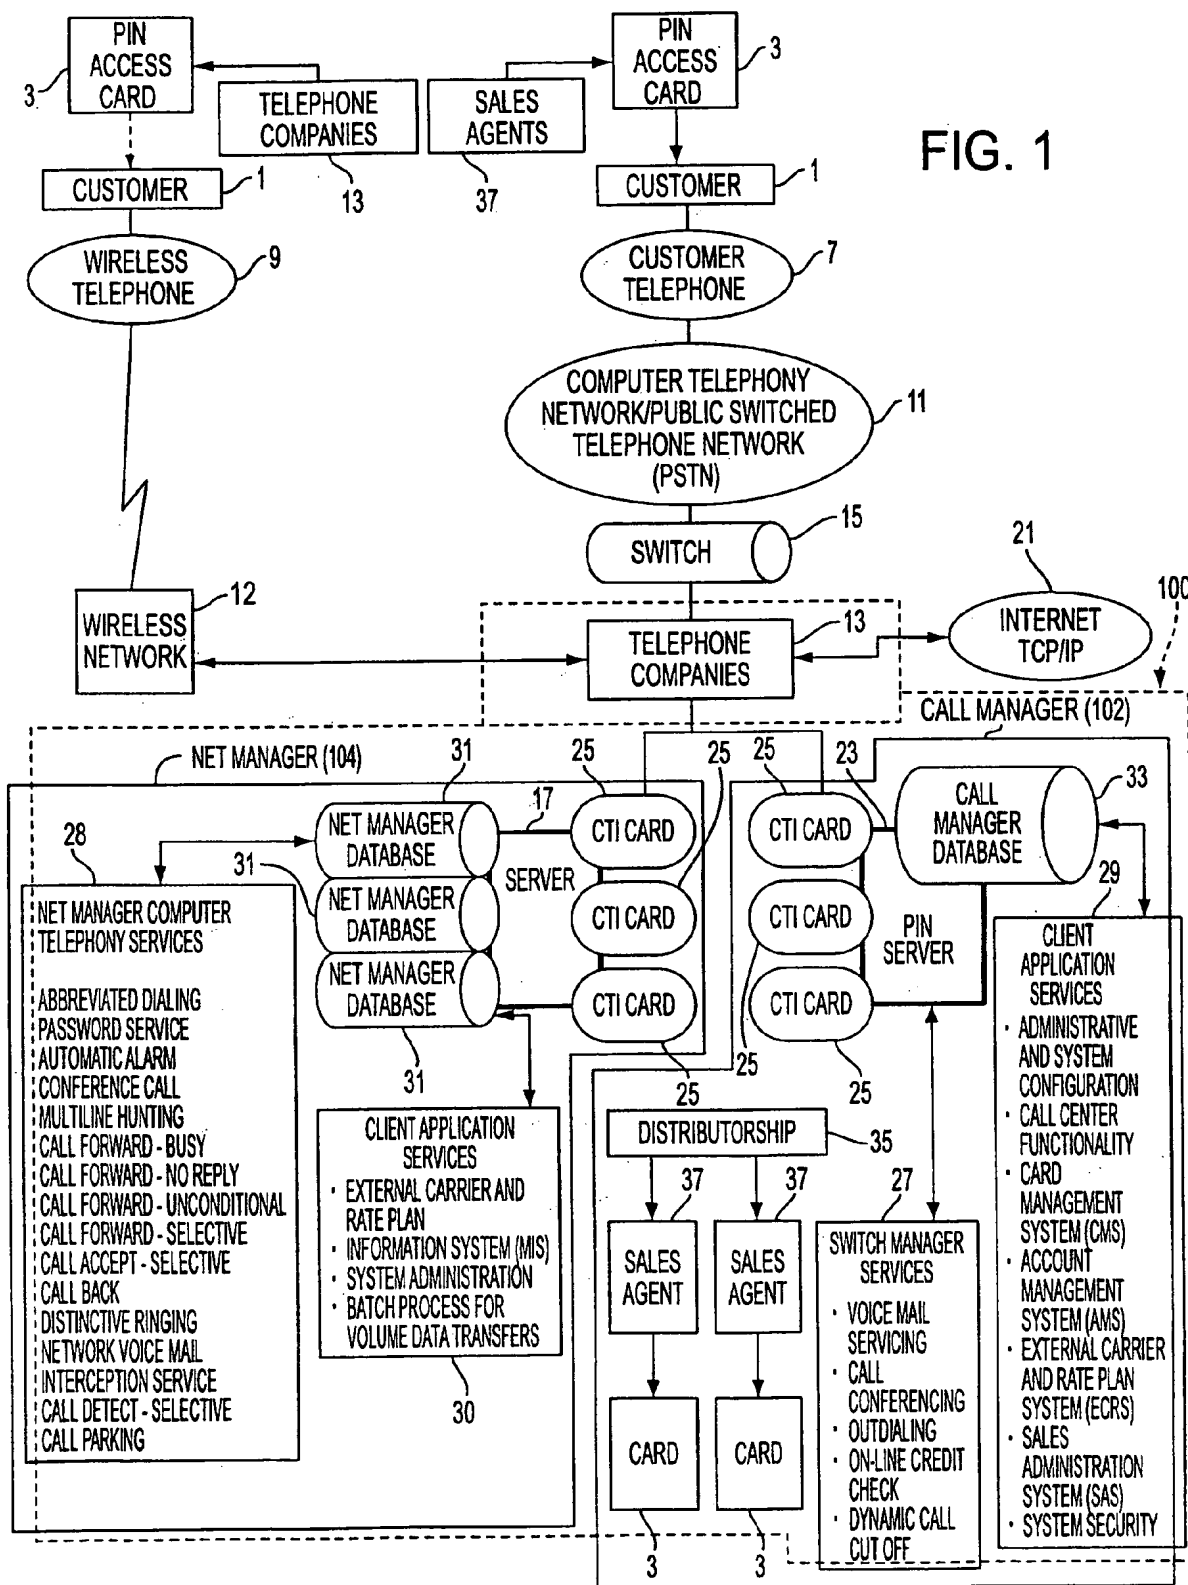 PIN
ACCESS
CARD
3
TELEPHONE
COMPANIES
13
SALES
AGENTS
37
PIN
ACCESS
CARD
3
FIG. 1
CUSTOMER
1
CUSTOMER
1
WIRELESS
TELEPHONE
9
CUSTOMER
TELEPHONE
7
COMPUTER TELEPHONY
NETWORK/PUBLIC SWITCHED
TELEPHONE NETWORK
(PSTN)
11
SWITCH
15
WIRELESS
NETWORK
12
TELEPHONE
COMPANIES
13
INTERNET
TCP/IP
21
100
NET MANAGER (104)
CALL MANAGER (102)
28
31
NET MANAGER
DATABASE
31
NET MANAGER
DATABASE
NET MANAGER
DATABASE
31
17
SERVER
25
CTI CARD
25
CTI CARD
CTI CARD
25
25
CTI CARD
CTI CARD
25
CTI CARD
25
23
CALL
MANAGER
DATABASE
33
PIN
SERVER
29
NET MANAGER COMPUTER
TELEPHONY SERVICES
ABBREVIATED DIALING
PASSWORD SERVICE
AUTOMATIC ALARM
CONFERENCE CALL
MULTILINE HUNTING
CALL FORWARD - BUSY
CALL FORWARD - NO REPLY
CALL FORWARD - UNCONDITIONAL
CALL FORWARD - SELECTIVE
CALL ACCEPT - SELECTIVE
CALL BACK
DISTINCTIVE RINGING
NETWORK VOICE MAIL
INTERCEPTION SERVICE
CALL DETECT - SELECTIVE
CALL PARKING
CLIENT APPLICATION
SERVICES
· EXTERNAL CARRIER AND
RATE PLAN
· INFORMATION SYSTEM (MIS)
· SYSTEM ADMINISTRATION
· BATCH PROCESS FOR
VOLUME DATA TRANSFERS
30
DISTRIBUTORSHIP
35
37
SALES
AGENT
37
SALES
AGENT
CARD
3
CARD
3
27
SWITCH MANAGER
SERVICES
· VOICE MAIL
SERVICING
· CALL
CONFERENCING
· OUTDIALING
· ON-LINE CREDIT
CHECK
· DYNAMIC CALL
CUT OFF
CLIENT
APPLICATION
SERVICES
· ADMINISTRATIVE
AND SYSTEM
CONFIGURATION
· CALL CENTER
FUNCTIONALITY
· CARD
MANAGEMENT
SYSTEM (CMS)
· ACCOUNT
MANAGEMENT
SYSTEM (AMS)
· EXTERNAL CARRIER
AND RATE PLAN
SYSTEM (ECRS)
· SALES
ADMINISTRATION
SYSTEM (SAS)
· SYSTEM SECURITY